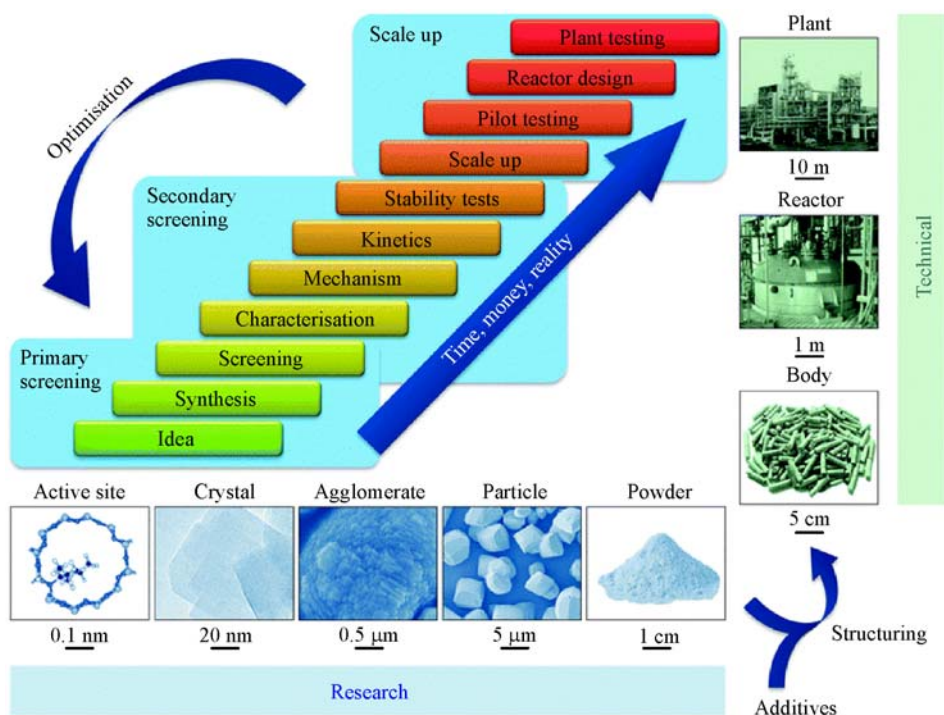 Scale up
Plant testing
Reactor design
Pilot testing
Scale up
Optimisation
Secondary
screening
Stability tests
Kinetics
Mechanism
Characterisation
Primary
screening
Screening
Synthesis
Idea
Time, money, reality
Plant
10 m
Reactor
1 m
Body
5 cm
Technical
Active site
Crystal
Agglomerate
Particle
Powder
0.1 nm
20 nm
0.5 μm
5 μm
1 cm
Structuring
Additives
Research